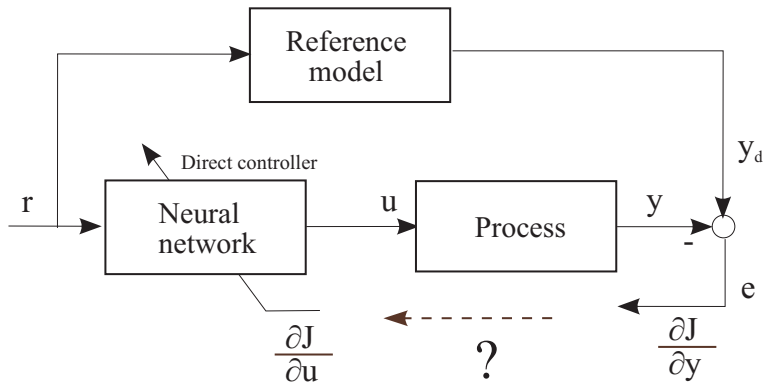 Reference
model
y_d
Direct controller
r
Neural
network
u
Process
y
-
e
∂J
∂u
?
∂J
∂y